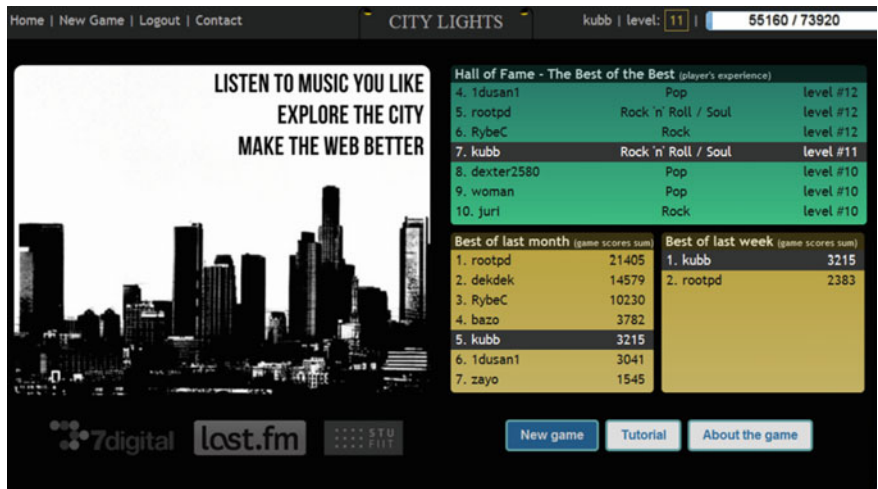 Home | New Game | Logout | Contact
CITY LIGHTS
kubb | level: 11 |
55160 / 73920
LISTEN TO MUSIC YOU LIKE
EXPLORE THE CITY
MAKE THE WEB BETTER
Hall of Fame - The Best of the Best (player's experience)
4. 1dusan1 Pop level #12
5. rootpd Rock 'n' Roll / Soul level #12
6. RybeC Rock level #12
7. kubb Rock 'n' Roll / Soul level #11
8. dexter2580 Pop level #10
9. woman Pop level #10
10. juri Rock level #10
Best of last month (game scores sum)
1. rootpd 21405
2. dekdek 14579
3. RybeC 10230
4. bazo 3782
5. kubb 3215
6. 1dusan1 3041
7. zayo 1545
Best of last week (game scores sum)
1. kubb 3215
2. rootpd 2383
7digital
last.fm
STU
FIIT
New game
Tutorial
About the game